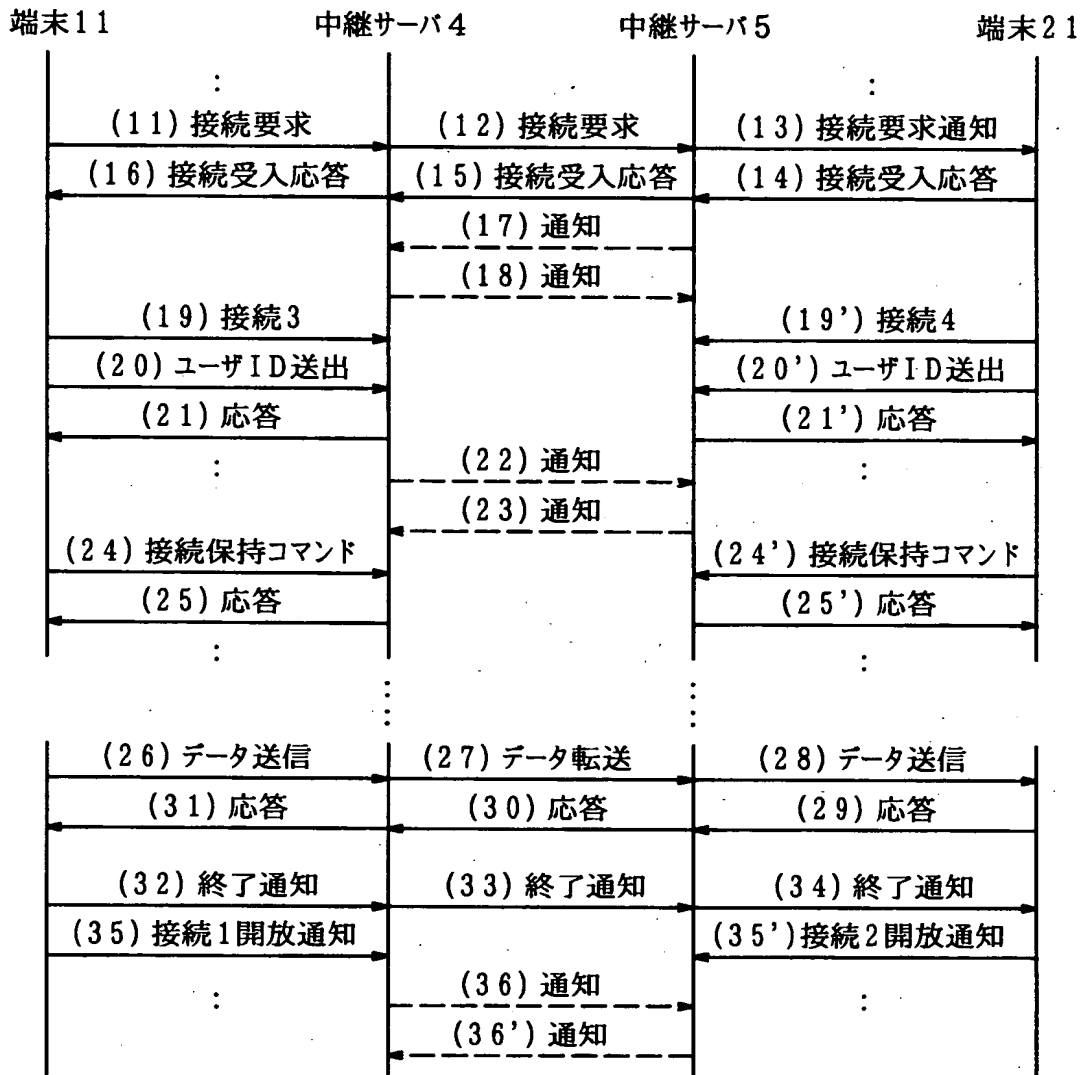 端末11 中継サーバ4 中継サーバ5 端末21
(11)接続要求 (12)接続要求 (13)接続要求通知
(16)接続受入応答 (15)接続受入応答 (14)接続受入応答
(17)通知
(18)通知
(19)接続3 (19')接続4
(20)ユーザID送出 (20')ユーザID送出
(21)応答 (21')応答
(22)通知
(23)通知
(24)接続保持コマンド (24')接続保持コマンド
(25)応答 (25')応答
(26)データ送信 (27)データ転送 (28)データ送信
(31)応答 (30)応答 (29)応答
(32)終了通知 (33)終了通知 (34)終了通知
(35)接続1開放通知 (35')接続2開放通知
(36)通知
(36')通知